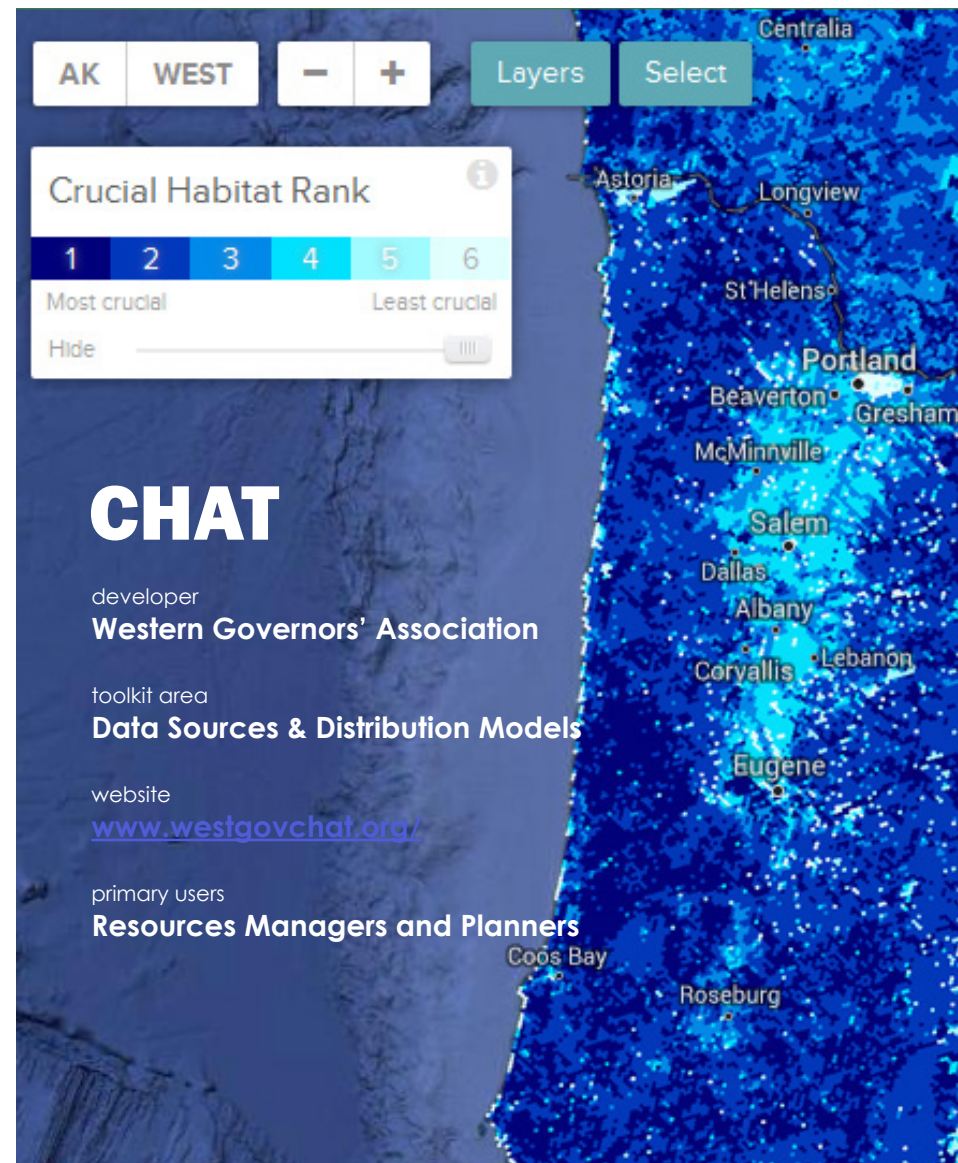 Centralia
AK WEST − + Layers Select
Crucial Habitat Rank
1 2 3 4 5 6
Most crucial Least crucial
Hide
Astoria
Longview
St Helens
Portland
Beaverton
Gresham
McMinnville
CHAT
Salem
Dallas
developer
Western Governors’ Association
Albany
Lebanon
Corvallis
toolkit area
Data Sources & Distribution Models
Eugene
website
www.westgovchat.org/
primary users
Resources Managers and Planners
Coos Bay
Roseburg